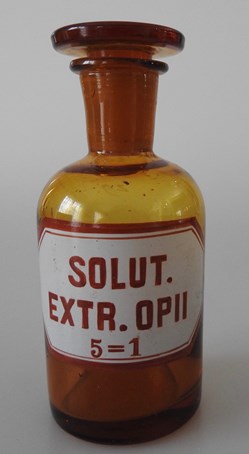 SOLUT.
EXTR. OPII
5=1